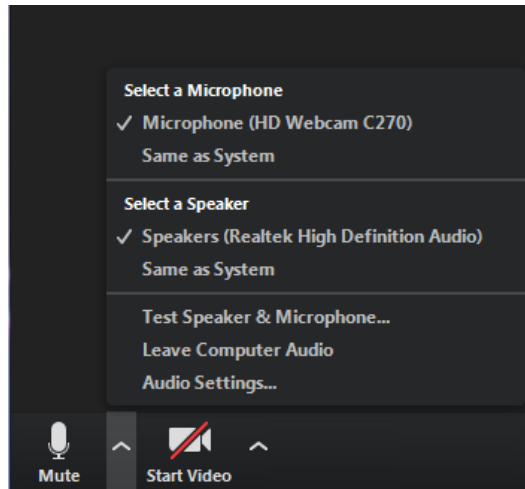 Select a Microphone
✓ Microphone (HD Webcam C270)
Same as System
Select a Speaker
✓ Speakers (Realtek High Definition Audio)
Same as System
Test Speaker & Microphone...
Leave Computer Audio
Audio Settings...
Mute Start Video